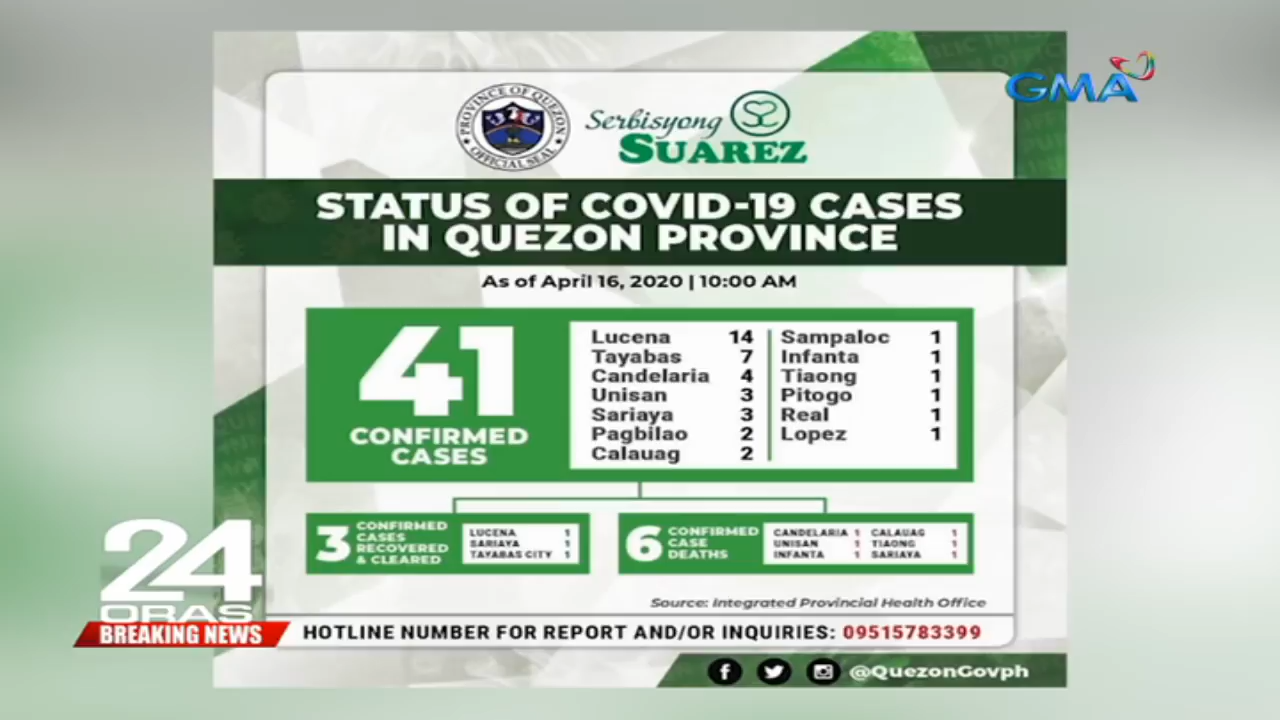 GMA
PROVINCE OF QUEZON
OFFICIAL SEAL
Serbisyong
SUAREZ
STATUS OF COVID-19 CASES
IN QUEZON PROVINCE
As of April 16, 2020 | 10:00 AM
41
CONFIRMED
CASES
Lucena 14
Tayabas 7
Candelaria 4
Unisan 3
Sariaya 3
Pagbilao 2
Calauag 2
Sampaloc 1
Infanta 1
Tiaong 1
Pitogo 1
Real 1
Lopez 1
3
CONFIRMED
CASES
RECOVERED
& CLEARED
LUCENA 1
SARIAYA 1
TAYABAS CITY 1
6
CONFIRMED
CASE
DEATHS
CANDELARIA 1
UNISAN 1
INFANTA 1
CALAUAG 1
TIAONG 1
SARIAYA 1
Source: Integrated Provincial Health Office
HOTLINE NUMBER FOR REPORT AND/OR INQUIRIES: 09515783399
@QuezonGovph
24
ORAS
BREAKING NEWS